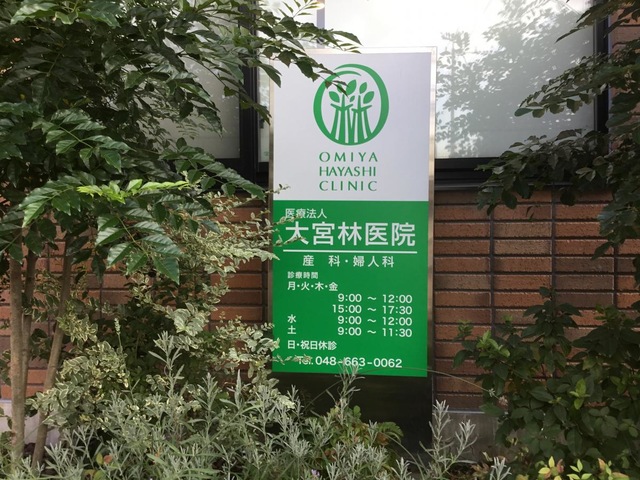 OMIYA
HAYASHI
CLINIC
医療法人
大宮林医院
産 科・婦人科
診療時間
月・火・木・金
9:00 〜 12:00
15:00 〜 17:30
水 9:00 〜 12:00
土 9:00 〜 11:30
日・祝日休診
TEL 048-663-0062